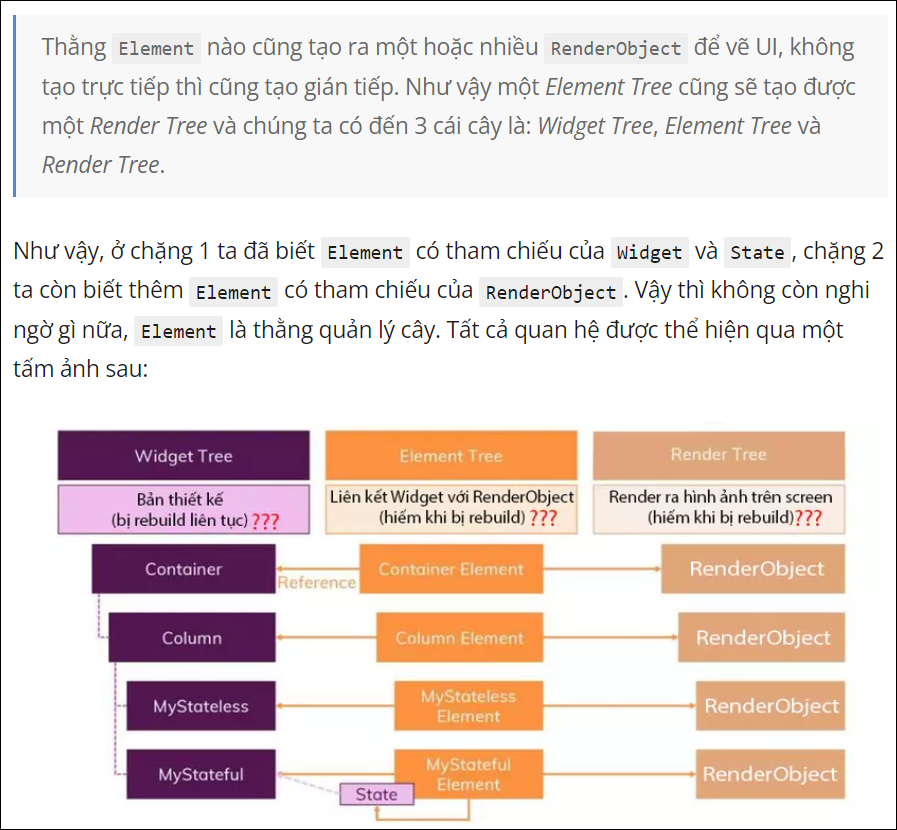 Thằng Element nào cũng tạo ra một hoặc nhiều RenderObject để vẽ UI, không
tạo trực tiếp thì cũng tạo gián tiếp. Như vậy một Element Tree cũng sẽ tạo được
một Render Tree và chúng ta có đến 3 cái cây là: Widget Tree, Element Tree và
Render Tree.
Như vậy, ở chặng 1 ta đã biết Element có tham chiếu của Widget và State , chặng 2
ta còn biết thêm Element có tham chiếu của RenderObject . Vậy thì không còn nghi
ngờ gì nữa, Element là thằng quản lý cây. Tất cả quan hệ được thể hiện qua một
tấm ảnh sau:
Widget Tree
Element Tree
Render Tree
Bản thiết kế
(bị rebuild liên tục) ???
Liên kết Widget với RenderObject
(hiếm khi bị rebuild) ???
Render ra hình ảnh trên screen
(hiếm khi bị rebuild)???
Container
Reference
Container Element
RenderObject
Column
Column Element
RenderObject
MyStateless
MyStateless
Element
RenderObject
MyStateful
MyStateful
Element
RenderObject
State